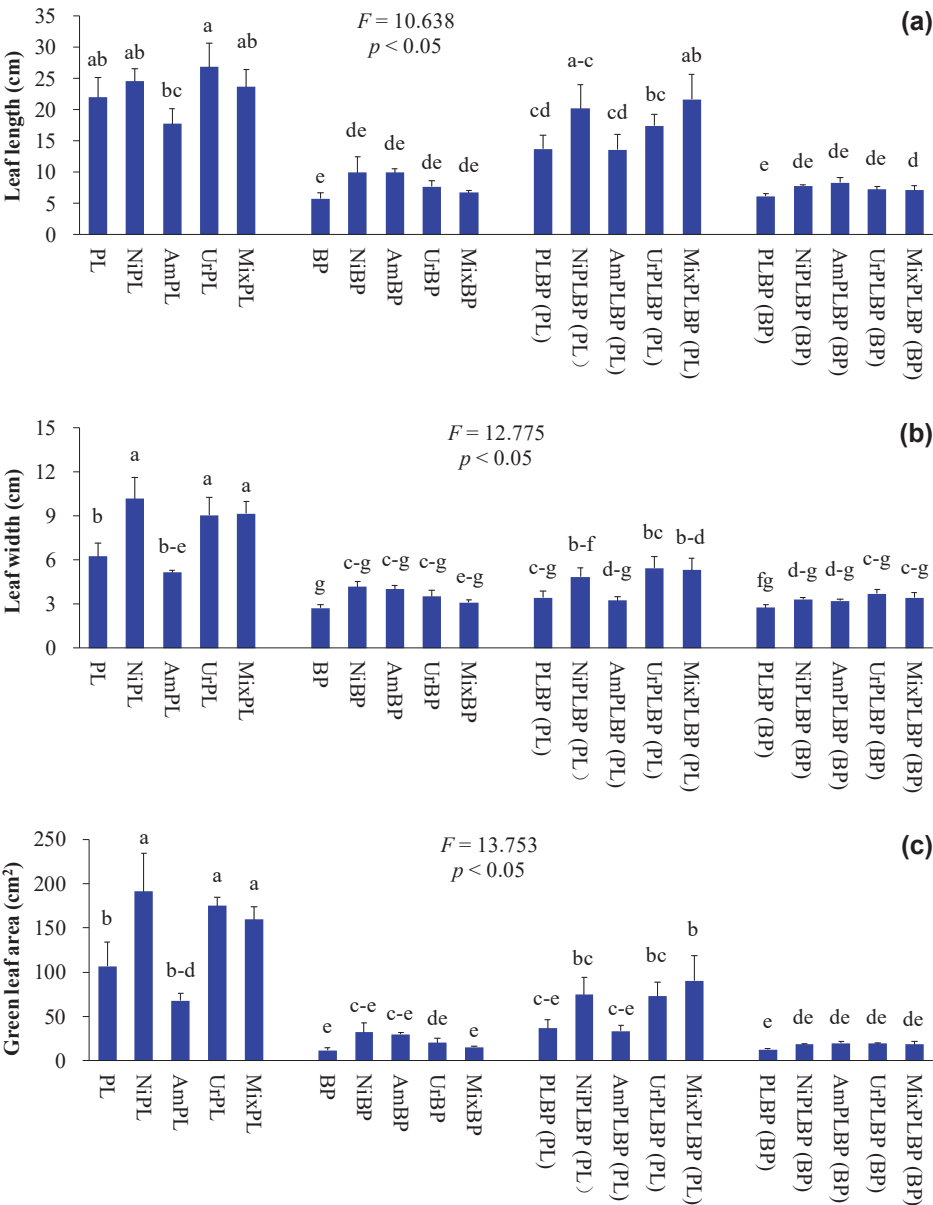 F = 10.638
p < 0.05
(a)
Leaf length (cm)
35
30
25
20
15
10
5
0
ab
ab
bc
a
ab
e
de
de
de
de
cd
a-c
cd
bc
ab
e
de
de
de
d
PL
NiPL
AmPL
UrPL
MixPL
BP
NiBP
AmBP
UrBP
MixBP
PLBP (PL)
NiPLBP (PL）
AmPLBP (PL)
UrPLBP (PL)
MixPLBP (PL)
PLBP (BP)
NiPLBP (BP)
AmPLBP (BP)
UrPLBP (BP)
MixPLBP (BP)
F = 12.775
p < 0.05
(b)
Leaf width (cm)
15
12
9
6
3
0
b
a
b-e
a
a
g
c-g
c-g
c-g
e-g
c-g
b-f
d-g
bc
b-d
fg
d-g
d-g
c-g
c-g
PL
NiPL
AmPL
UrPL
MixPL
BP
NiBP
AmBP
UrBP
MixBP
PLBP (PL)
NiPLBP (PL）
AmPLBP (PL)
UrPLBP (PL)
MixPLBP (PL)
PLBP (BP)
NiPLBP (BP)
AmPLBP (BP)
UrPLBP (BP)
MixPLBP (BP)
F = 13.753
p < 0.05
(c)
Green leaf area (cm²)
250
200
150
100
50
0
b
a
b-d
a
a
e
c-e
c-e
de
e
c-e
bc
c-e
bc
b
e
de
de
de
de
PL
NiPL
AmPL
UrPL
MixPL
BP
NiBP
AmBP
UrBP
MixBP
PLBP (PL)
NiPLBP (PL）
AmPLBP (PL)
UrPLBP (PL)
MixPLBP (PL)
PLBP (BP)
NiPLBP (BP)
AmPLBP (BP)
UrPLBP (BP)
MixPLBP (BP)